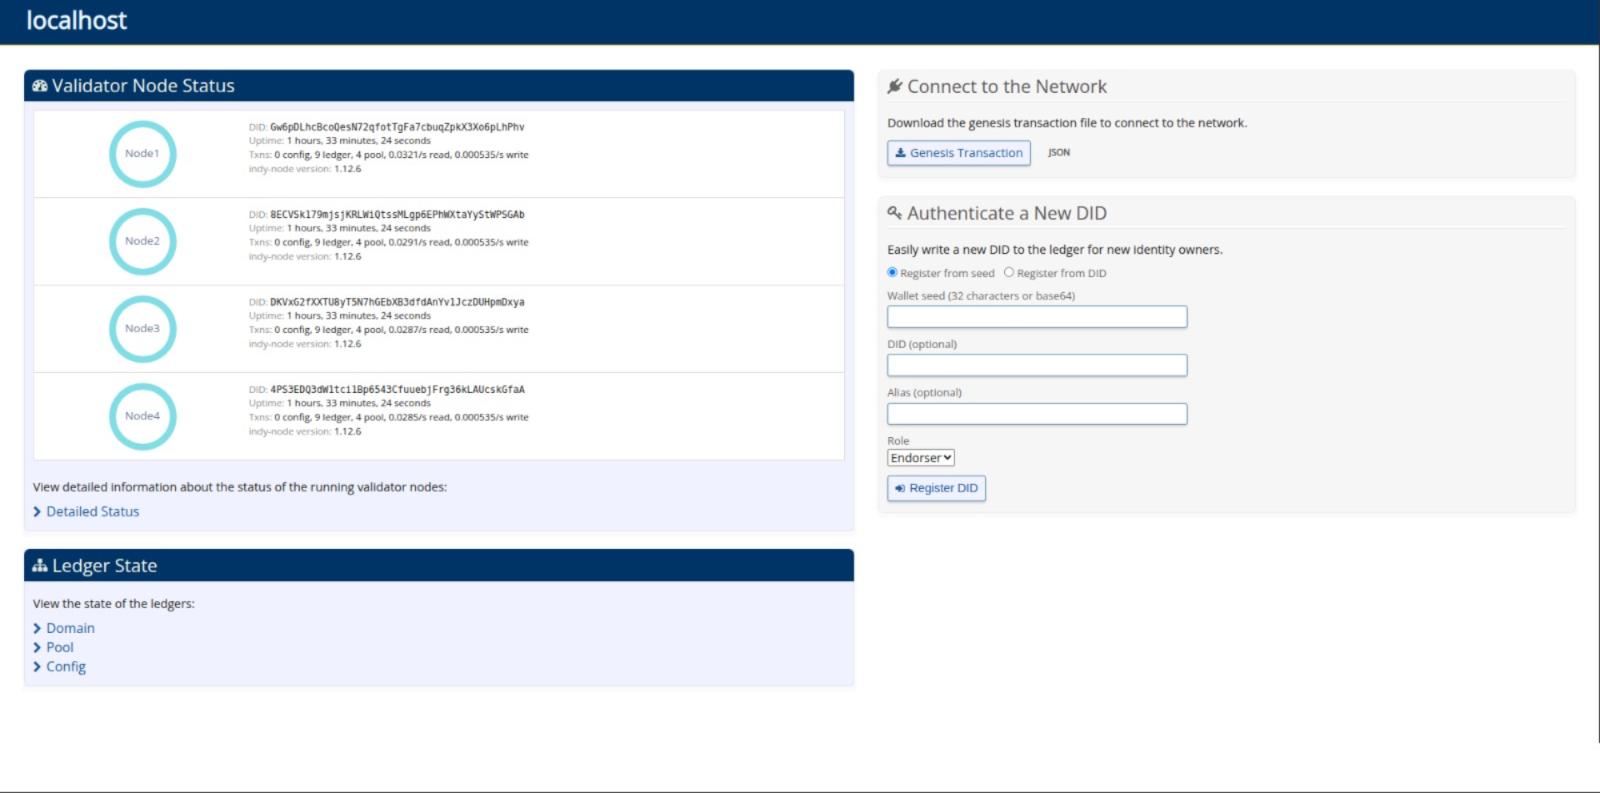 localhost
Validator Node Status
Node1
DID: Gw6pDLhcBcoQesN72qfotTgFa7cbuqZpkX3Xo6pLhPhv
Uptime: 1 hours, 33 minutes, 24 seconds
Txns: 0 config, 9 ledger, 4 pool, 0.0321/s read, 0.000535/s write
indy-node version: 1.12.6
Node2
DID: 8ECVSk179mjsjKRLWiQtssMLgp6EPhWXtaYyStWPSGAb
Uptime: 1 hours, 33 minutes, 24 seconds
Txns: 0 config, 9 ledger, 4 pool, 0.0291/s read, 0.000535/s write
indy-node version: 1.12.6
Node3
DID: DKVxG2fXXTU8yT5N7hGEbXB3dfdAnYv1JczDUHpmDxya
Uptime: 1 hours, 33 minutes, 24 seconds
Txns: 0 config, 9 ledger, 4 pool, 0.0287/s read, 0.000535/s write
indy-node version: 1.12.6
Node4
DID: 4PS3EDQ3dW1tci1Bp6543CfuuebjFrg36kLAUcskGfaA
Uptime: 1 hours, 33 minutes, 24 seconds
Txns: 0 config, 9 ledger, 4 pool, 0.0285/s read, 0.000535/s write
indy-node version: 1.12.6
View detailed information about the status of the running validator nodes:
Detailed Status
Ledger State
View the state of the ledgers:
Domain
Pool
Config
Connect to the Network
Download the genesis transaction file to connect to the network.
Genesis Transaction JSON
Authenticate a New DID
Easily write a new DID to the ledger for new identity owners.
Register from seed Register from DID
Wallet seed (32 characters or base64)
DID (optional)
Alias (optional)
Role
Endorser
Register DID